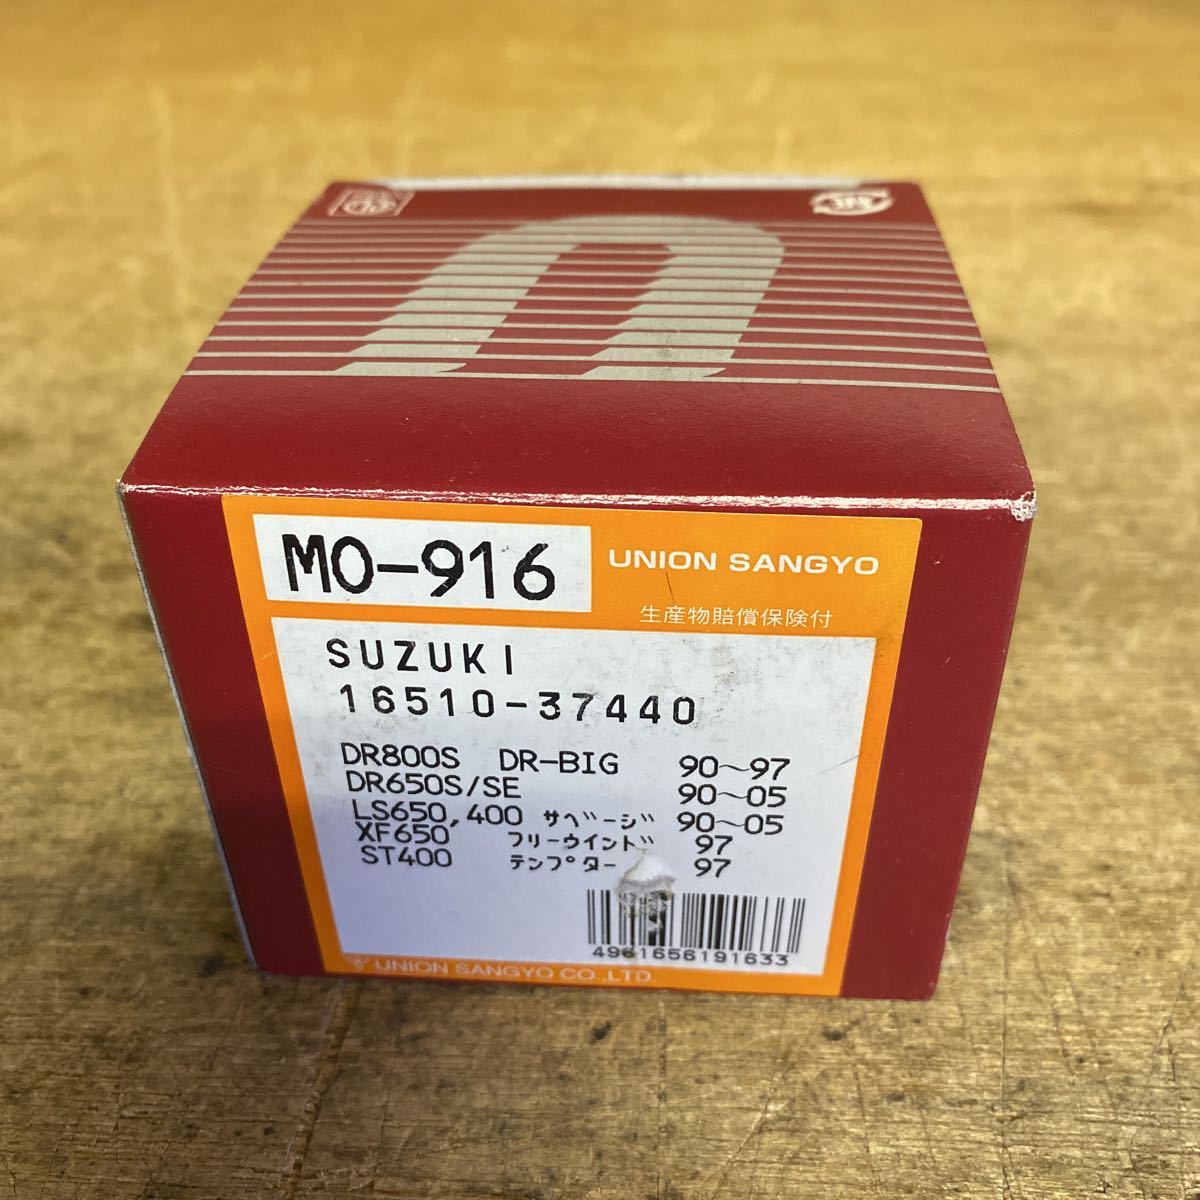 MO-916
UNION SANGYO
生産物賠償保険付
SUZUKI
16510-37440
DR800S DR-BIG 90~97
DR650S/SE 90~05
LS650,400 サベージ 90~05
XF650 フリーウインド 97
ST400 テンプター 97
4961656191633
UNION SANGYO CO.,LTD.